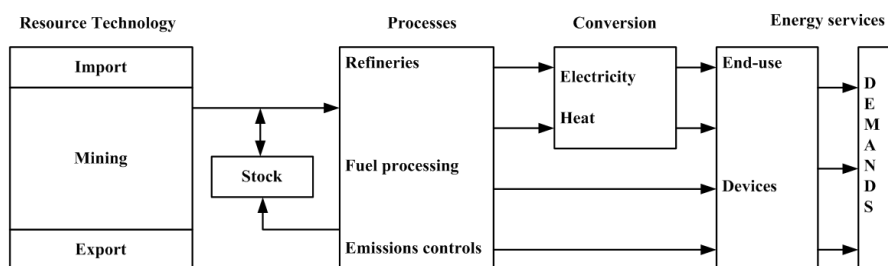 Resource Technology
Processes
Conversion
Energy services
Import
Mining
Export
Stock
Refineries
Fuel processing
Emissions controls
Electricity
Heat
End-use
Devices
D
E
M
A
N
D
S